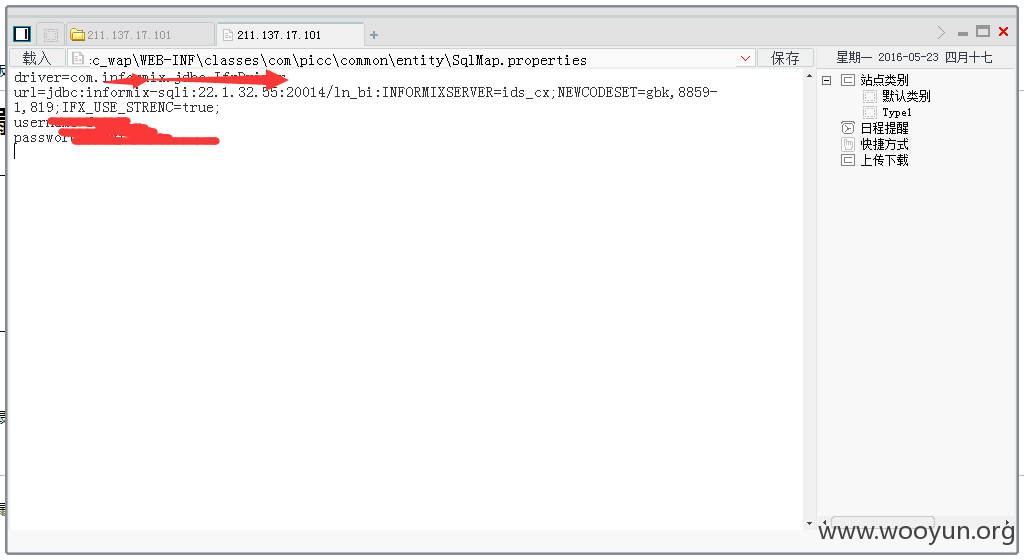 211.137.17.101
211.137.17.101
载入
:c_wap\WEB-INF\classes\com\picc\common\entity\SqlMap.properties
保存
星期一 2016-05-23 四月十七
driver=com.informix.jdbc.IfxDriver
url=jdbc:informix-sqli:22.1.32.55:20014/ln_bi:INFORMIXSERVER=ids_cx;NEWCODESET=gbk,8859-
1,819;IFX_USE_STRENC=true;
站点类别
默认类别
Type1
日程提醒
快捷方式
上传下载
www.wooyun.org